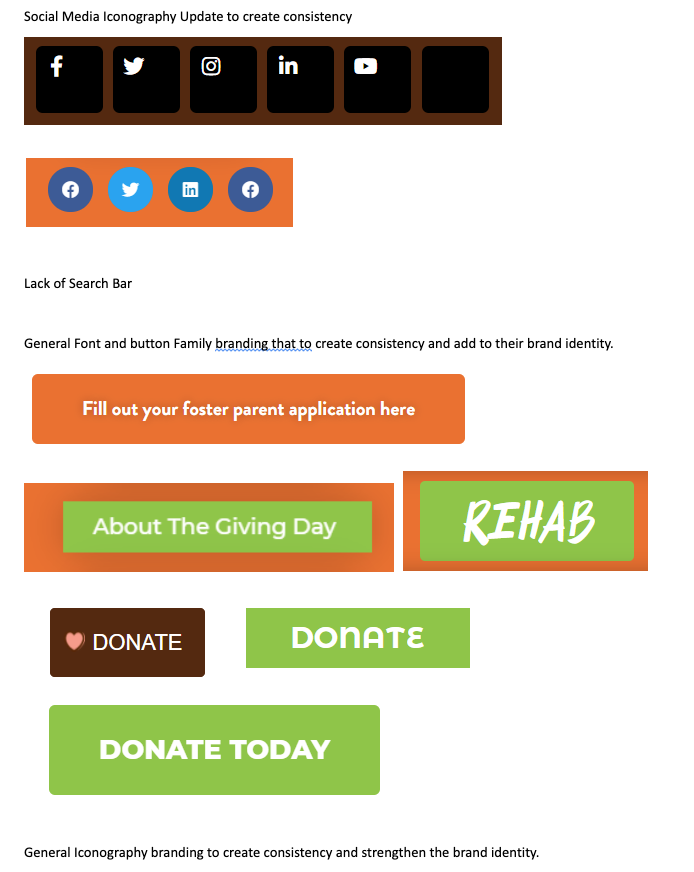 Social Media Iconography Update to create consistency
Lack of Search Bar
General Font and button Family branding that to create consistency and add to their brand identity.
Fill out your foster parent application here
About The Giving Day
REHAB
DONATE
DONATE
DONATE TODAY
General Iconography branding to create consistency and strengthen the brand identity.